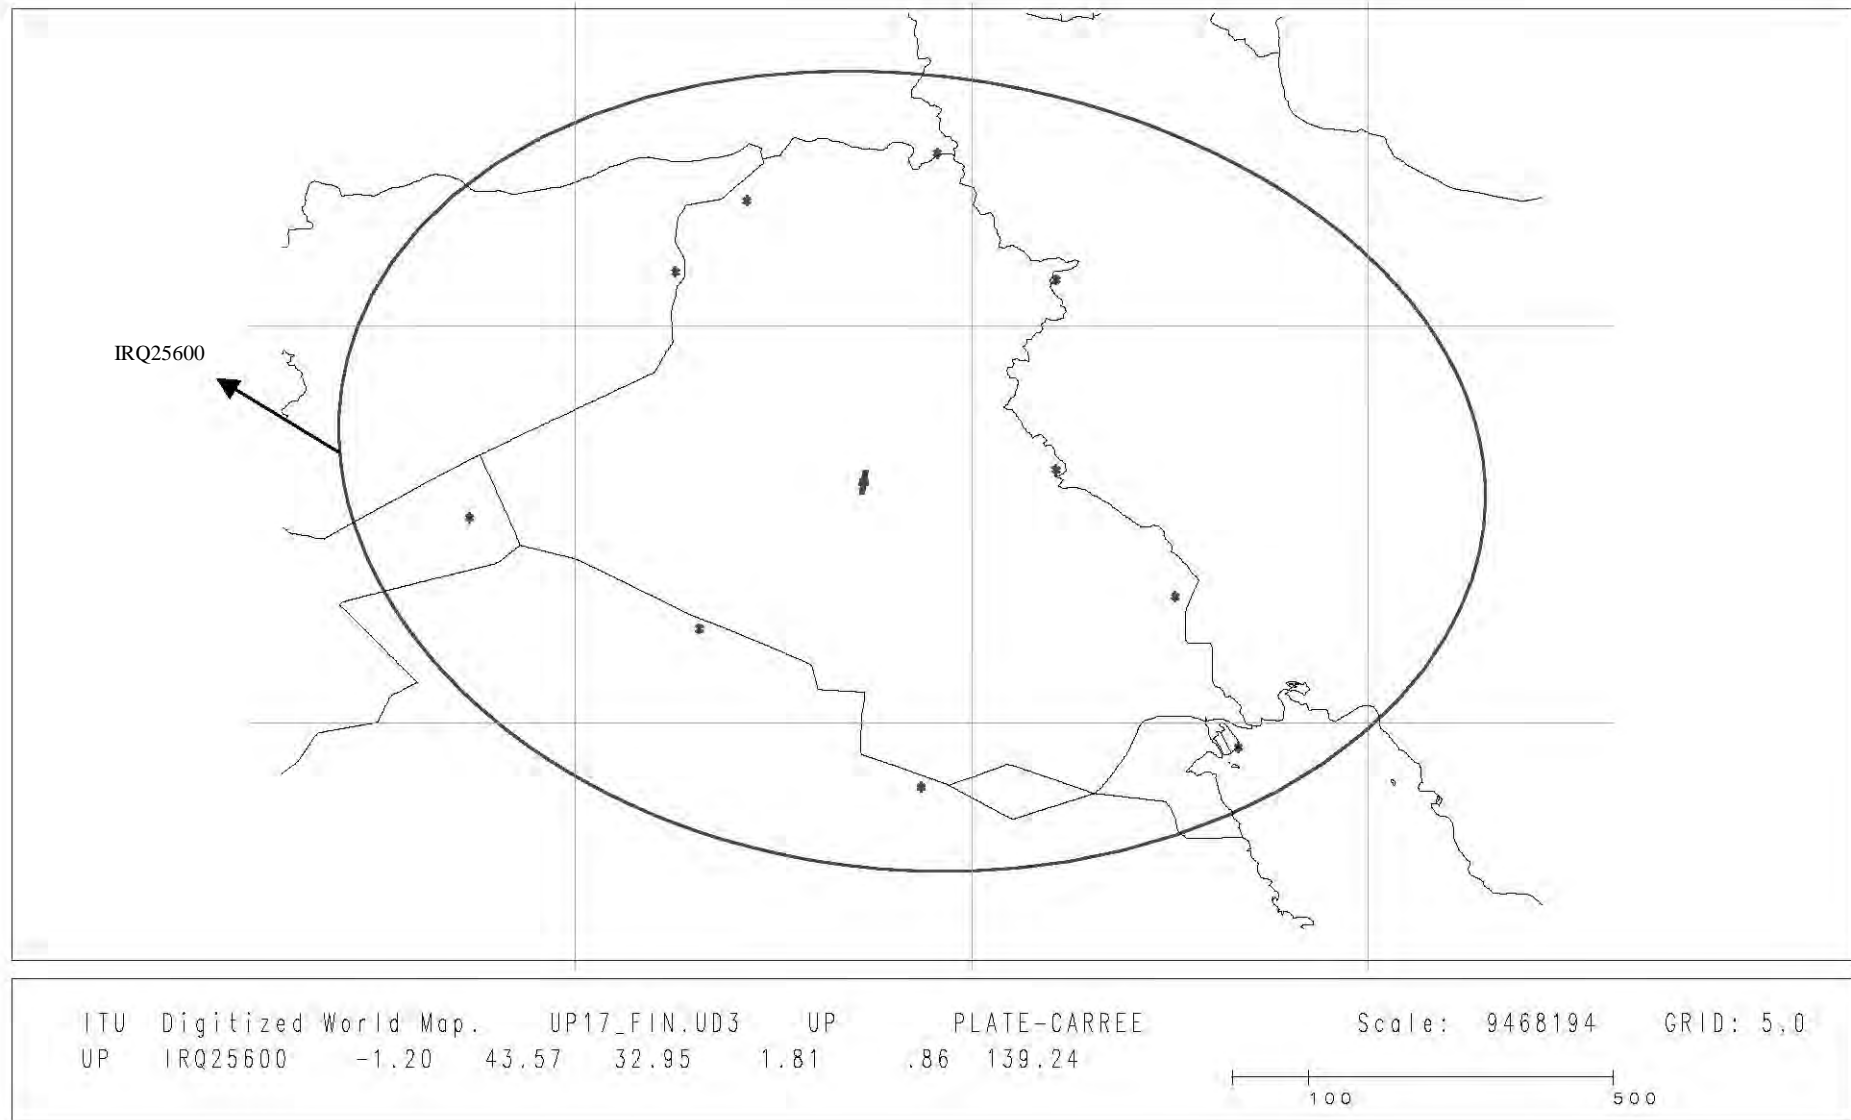 IRQ25600
ITU Digitized World Map. UP17_FIN.UD3 UP PLATE-CARREE Scale: 9468194 GRID: 5.0
UP IRQ25600 -1.20 43.57 32.95 1.81 .86 139.24
100 500